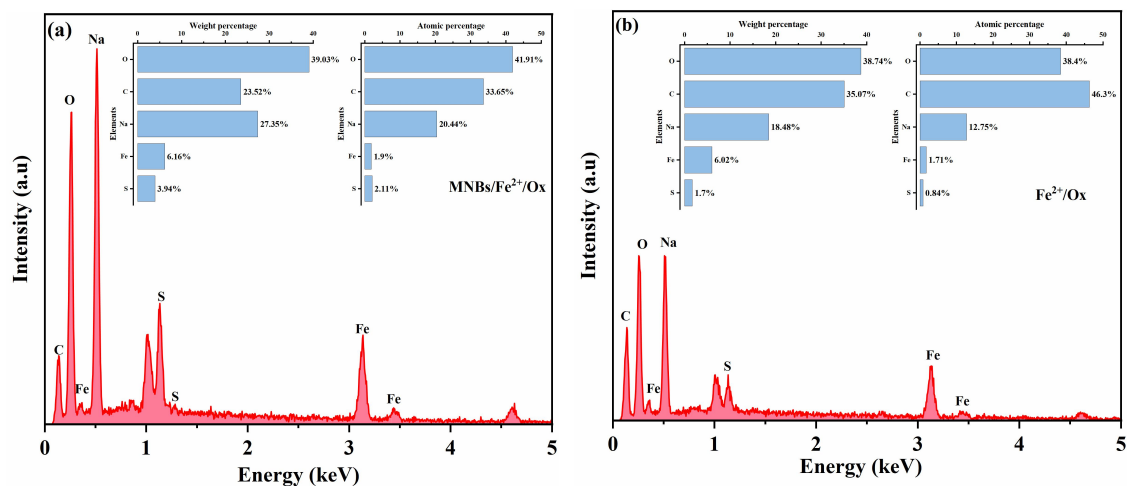 (a)
Weight percentage
0 10 20 30 40
Atomic percentage
0 10 20 30 40 50
Elements
O 39.03%
C 23.52%
Na 27.35%
Fe 6.16%
S 3.94%
Elements
O 41.91%
C 33.65%
Na 20.44%
Fe 1.9%
S 2.11%
MNBs/Fe²⁺/Ox
Na
O
C
Fe
S
S
Fe
Fe
Intensity (a.u)
0 1 2 3 4 5
Energy (keV)
(b)
Weight percentage
0 10 20 30 40
Atomic percentage
0 10 20 30 40 50
Elements
O 38.74%
C 35.07%
Na 18.48%
Fe 6.02%
S 1.7%
Elements
O 38.4%
C 46.3%
Na 12.75%
Fe 1.71%
S 0.84%
Fe²⁺/Ox
O
Na
C
Fe
S
Fe
Fe
Intensity (a.u)
0 1 2 3 4 5
Energy (keV)